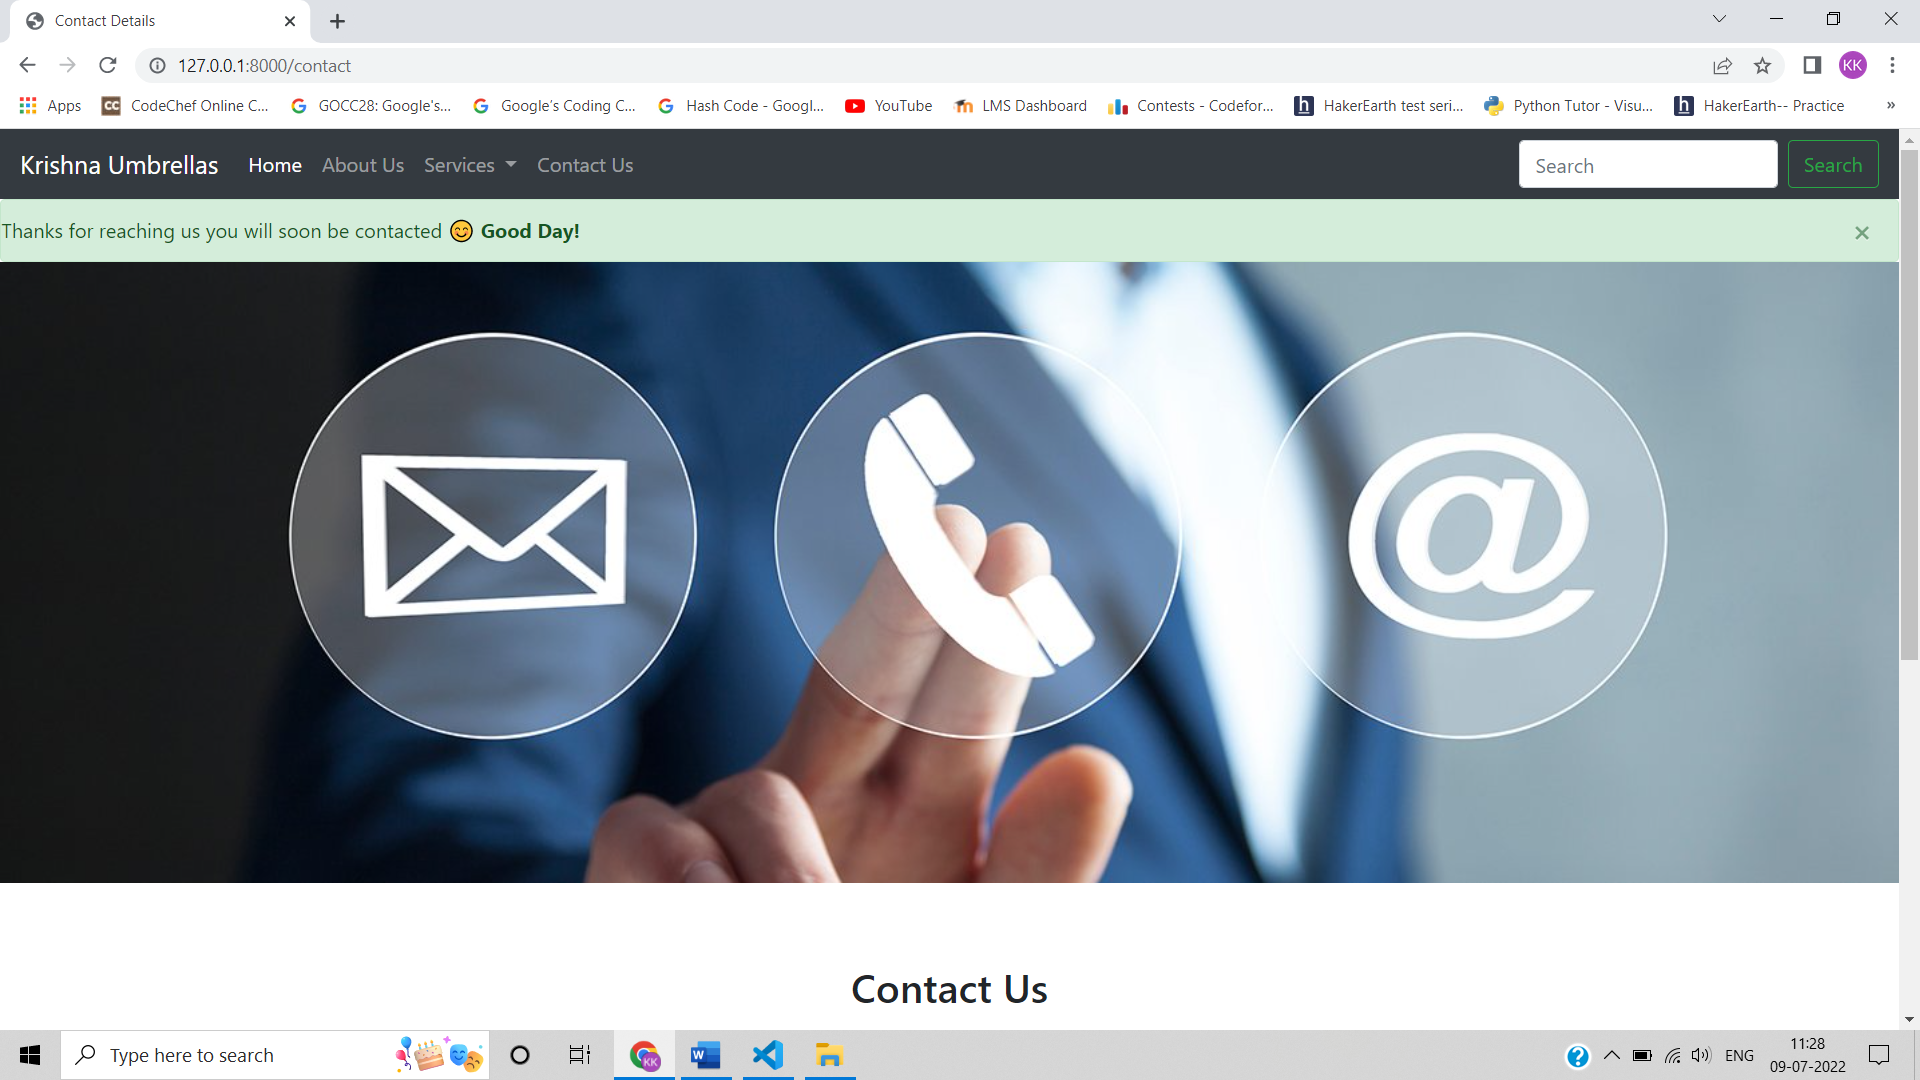 Contact Details
127.0.0.1:8000/contact
KK
Apps CodeChef Online C... GOCC28: Google's... Google's Coding C... Hash Code - Googl... YouTube LMS Dashboard Contests - Codefor... HakerEarth test seri... Python Tutor - Visu... HakerEarth-- Practice »
Krishna Umbrellas Home About Us Services Contact Us Search Search
Thanks for reaching us you will soon be contacted 😊 Good Day! ×
@
Contact Us
Type here to search
KK
ENG
11:28
09-07-2022